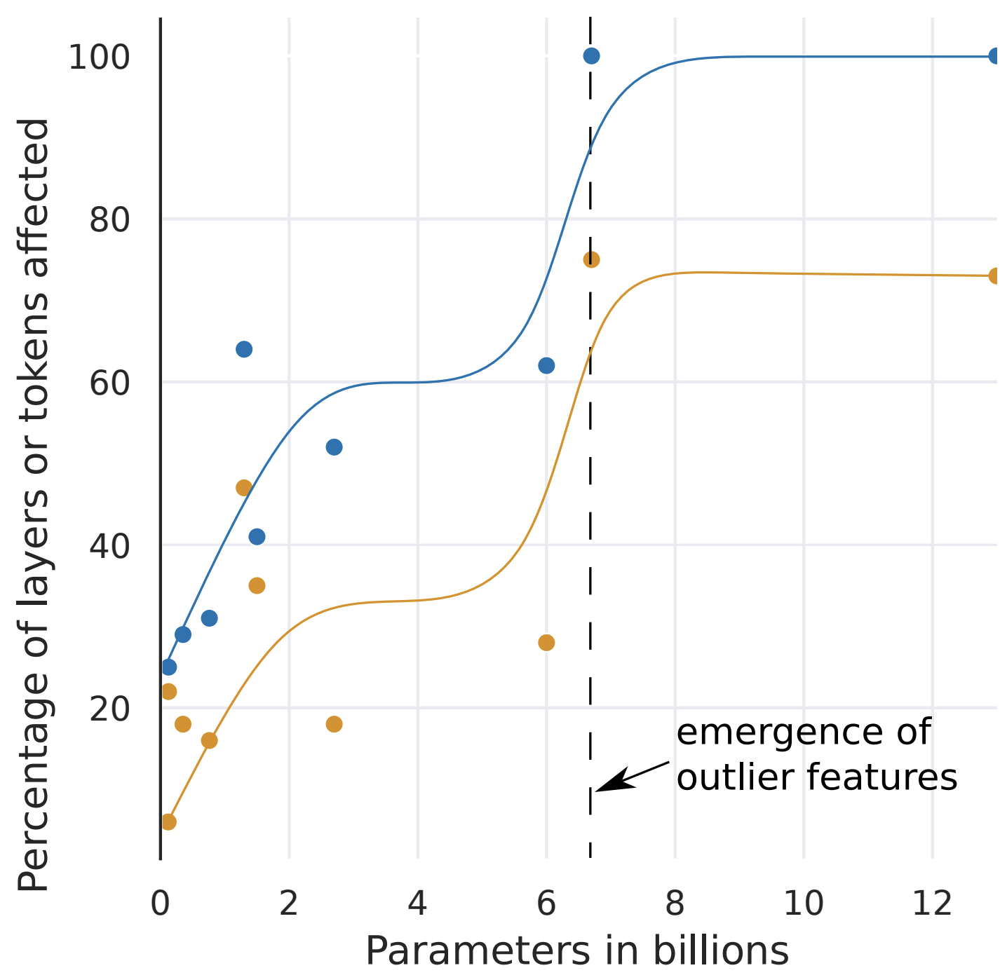 Percentage of layers or tokens affected
100
80
60
40
20
emergence of
outlier features
0 2 4 6 8 10 12
Parameters in billions